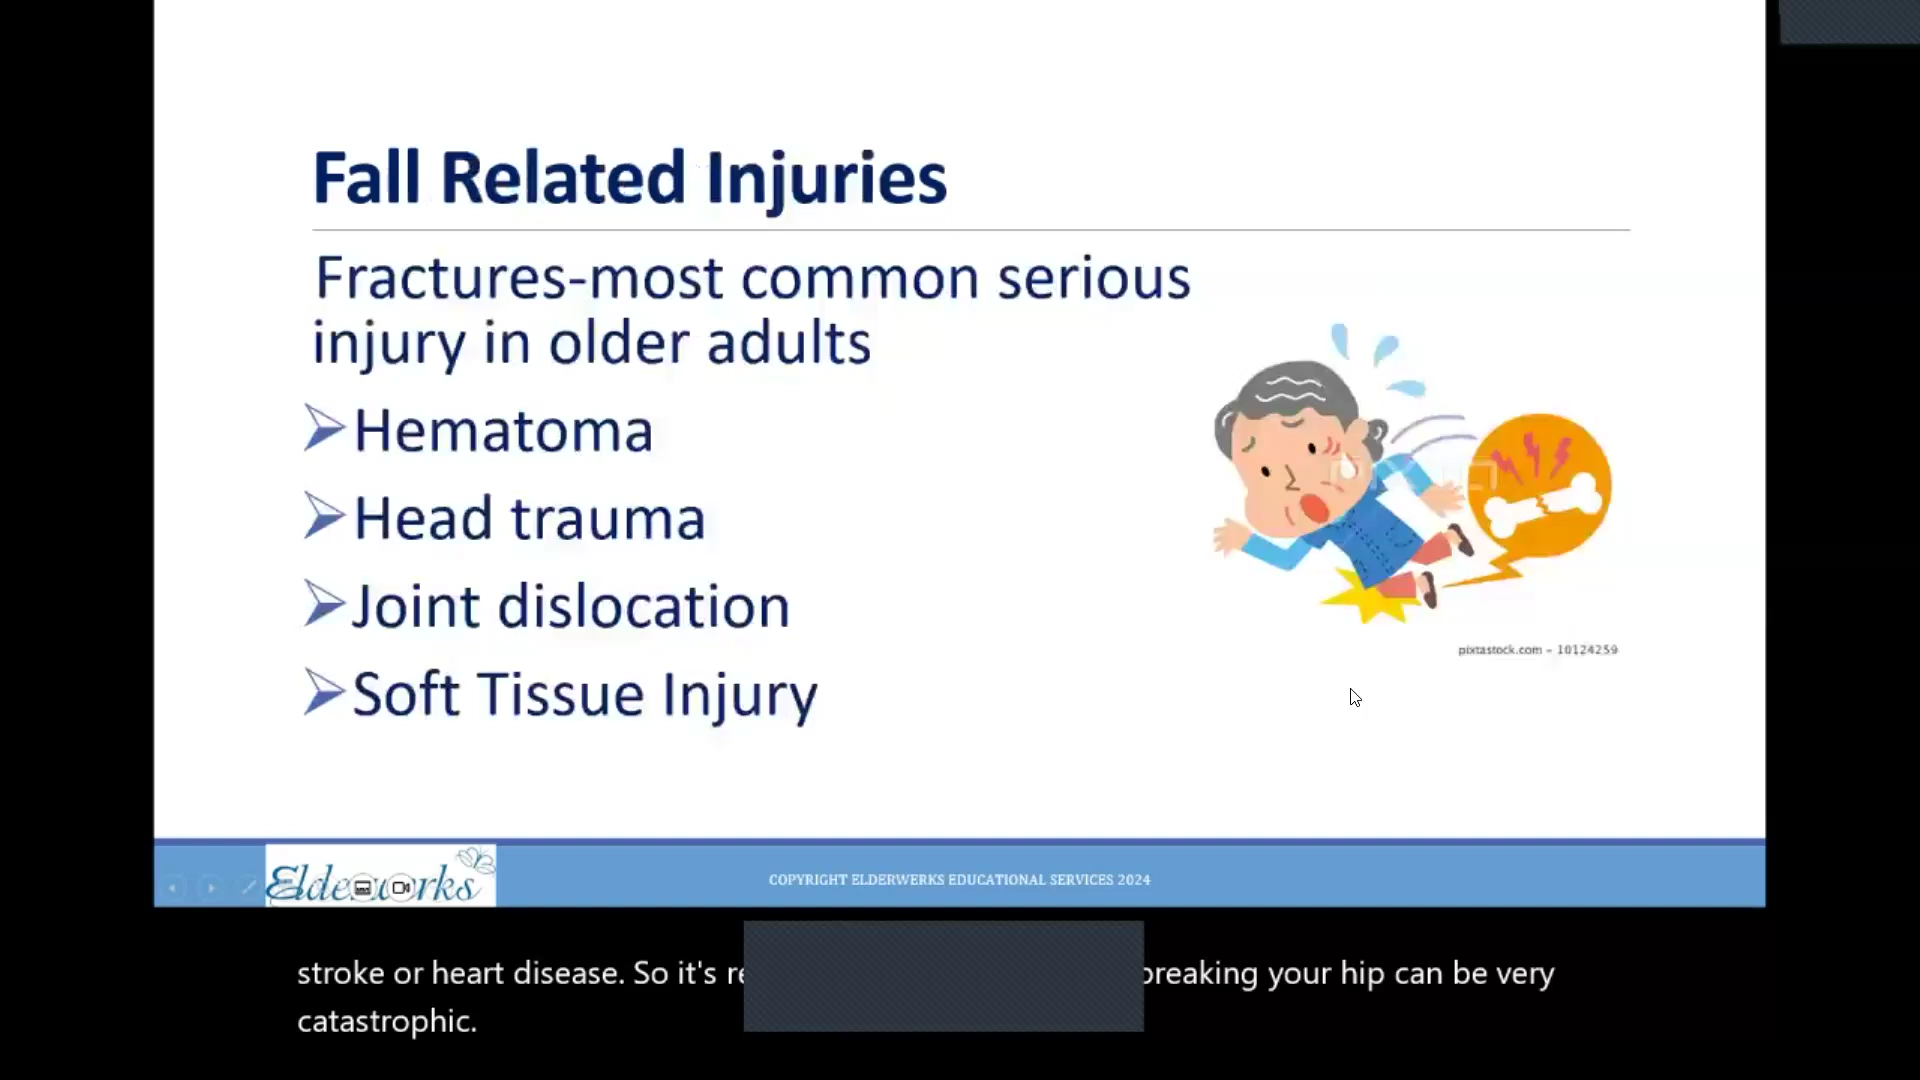 Fall Related Injuries
Fractures-most common serious
injury in older adults
Hematoma
Head trauma
Joint dislocation
Soft Tissue Injury
pixtastock.com - 10124259
Elderwerks
COPYRIGHT ELDERWERKS EDUCATIONAL SERVICES 2024
stroke or heart disease. So it's breaking your hip can be very
catastrophic.